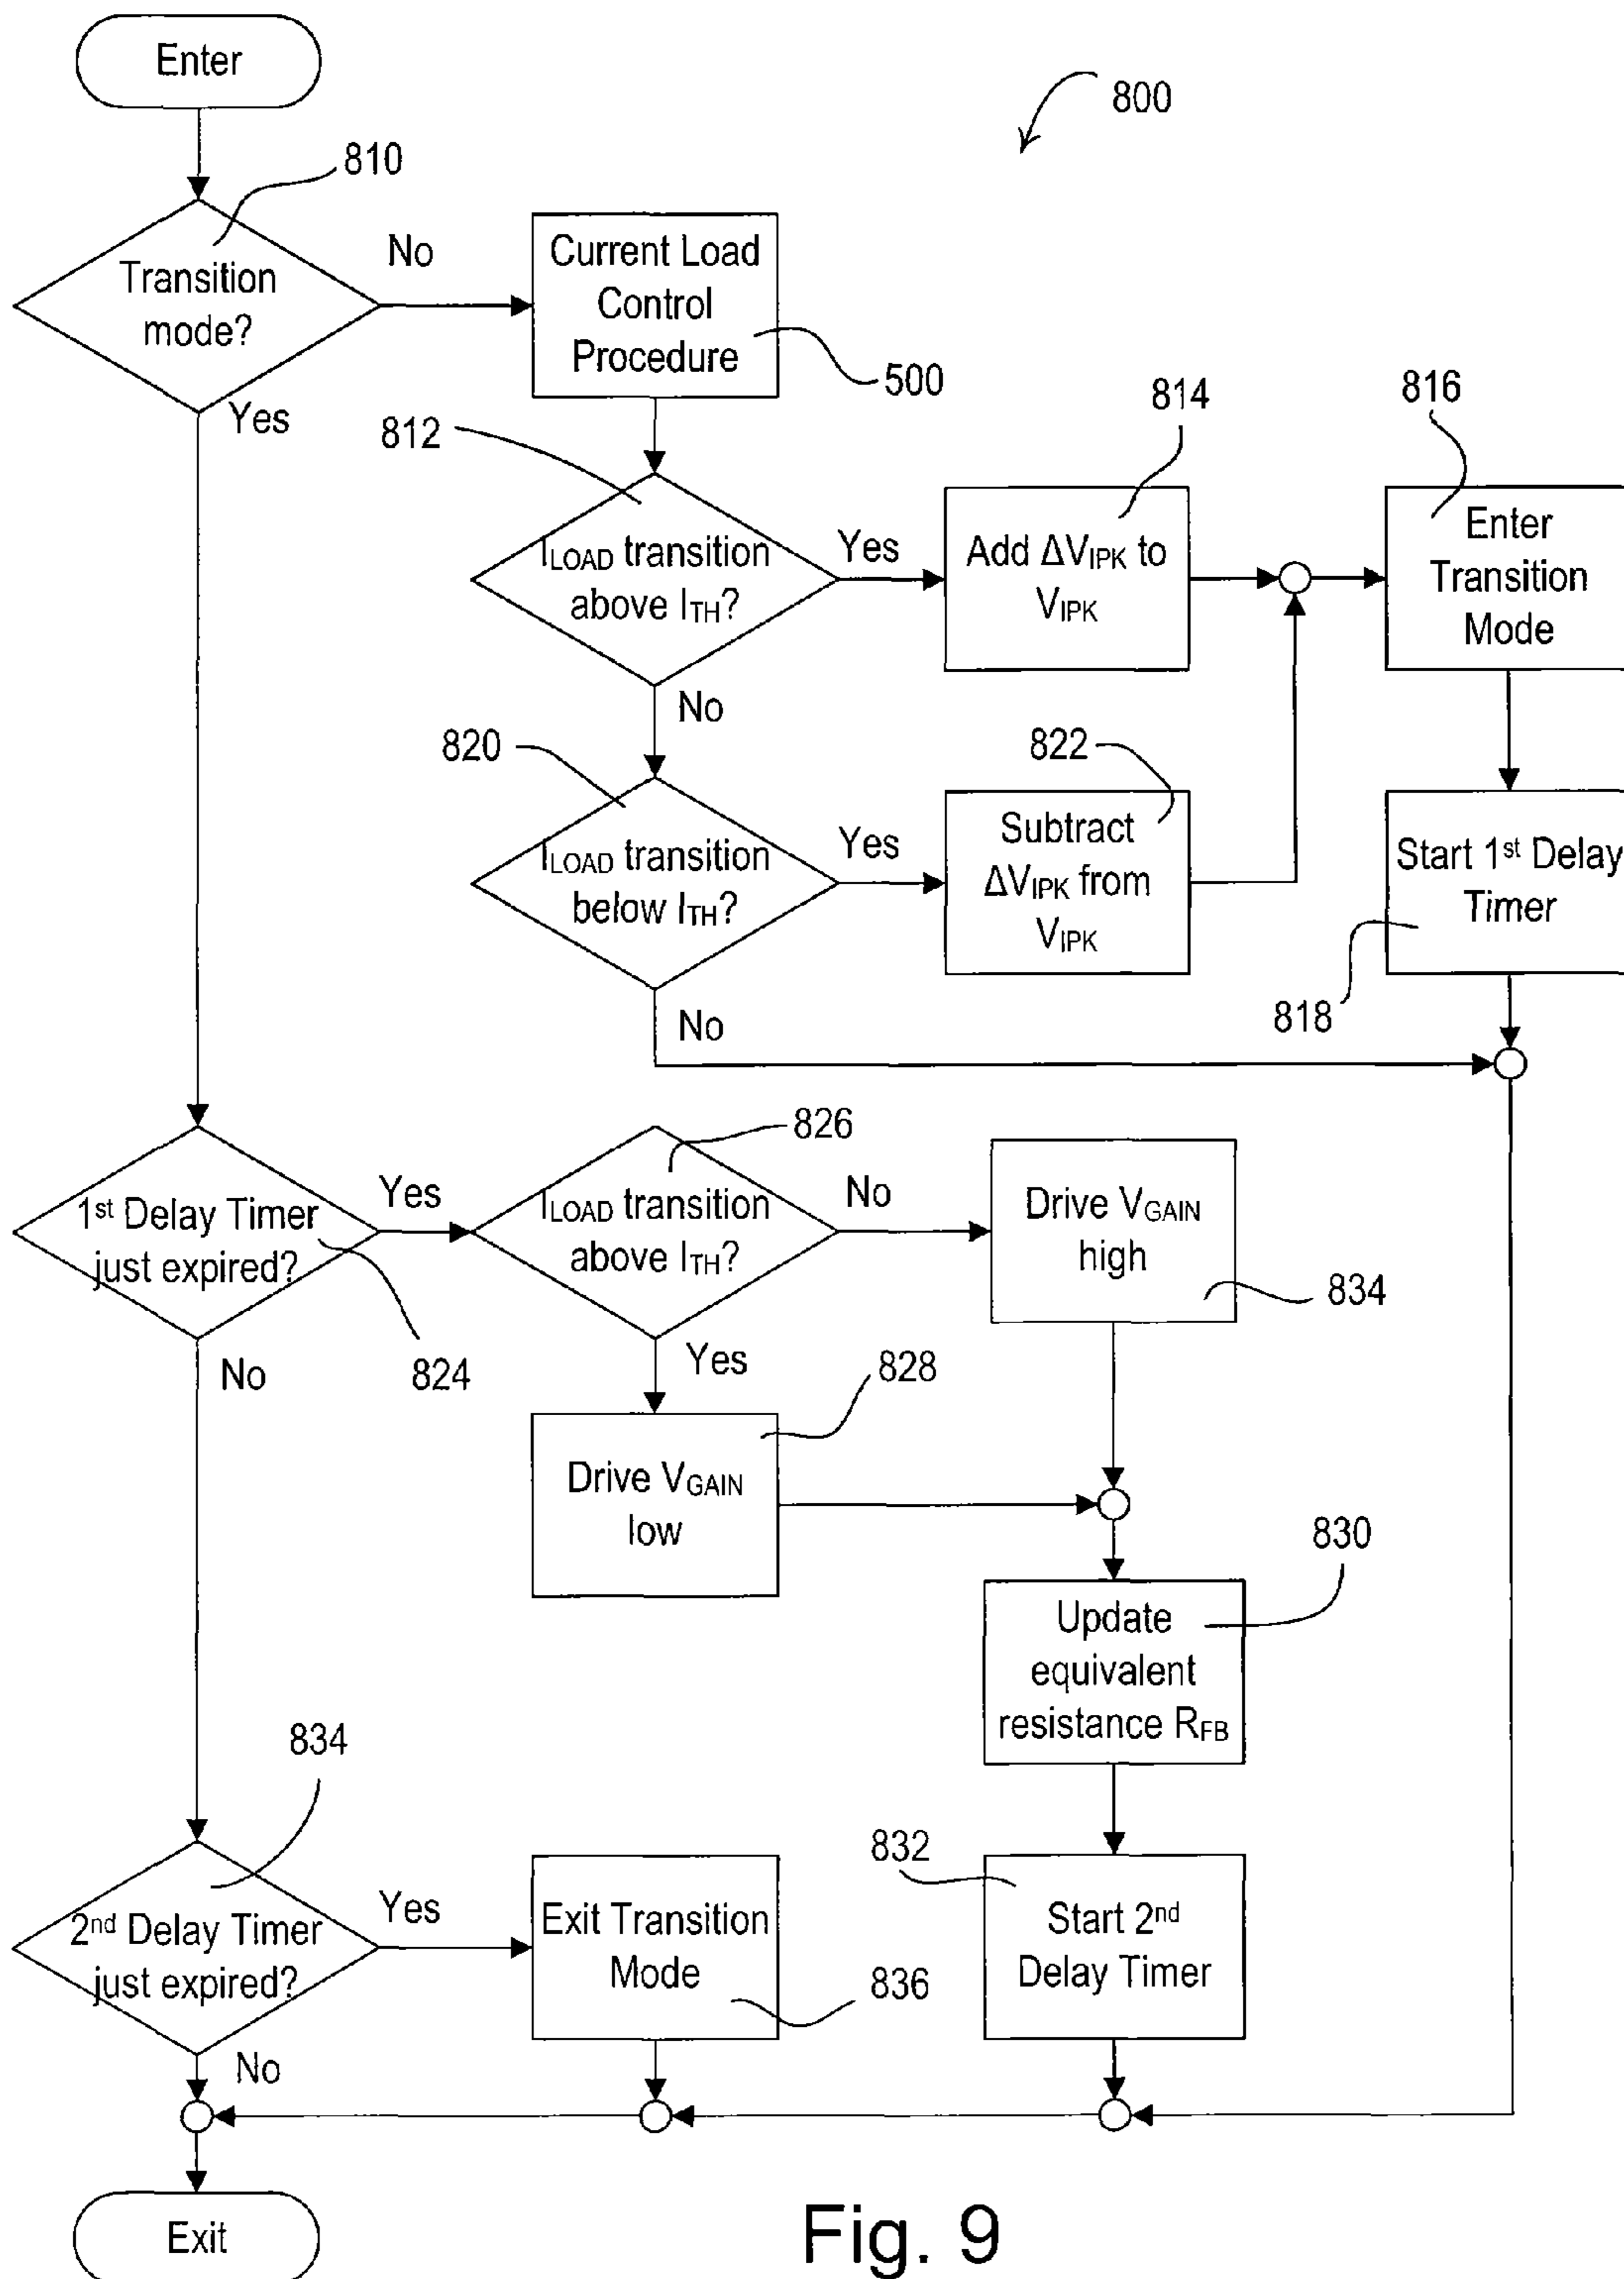 Enter
800
810
Transition
mode?
No
Yes
Current Load
Control
Procedure
500
812
ILOAD transition
above ITH?
Yes
No
814
Add ΔVIPK to
VIPK
816
Enter
Transition
Mode
820
ILOAD transition
below ITH?
Yes
No
822
Subtract
ΔVIPK from
VIPK
Start 1st Delay
Timer
818
1st Delay Timer
just expired?
Yes
No
824
826
ILOAD transition
above ITH?
No
Yes
Drive VGAIN
high
834
828
Drive VGAIN
low
830
Update
equivalent
resistance RFB
834
2nd Delay Timer
just expired?
Yes
No
Exit Transition
Mode
836
832
Start 2nd
Delay Timer
Exit
Fig. 9